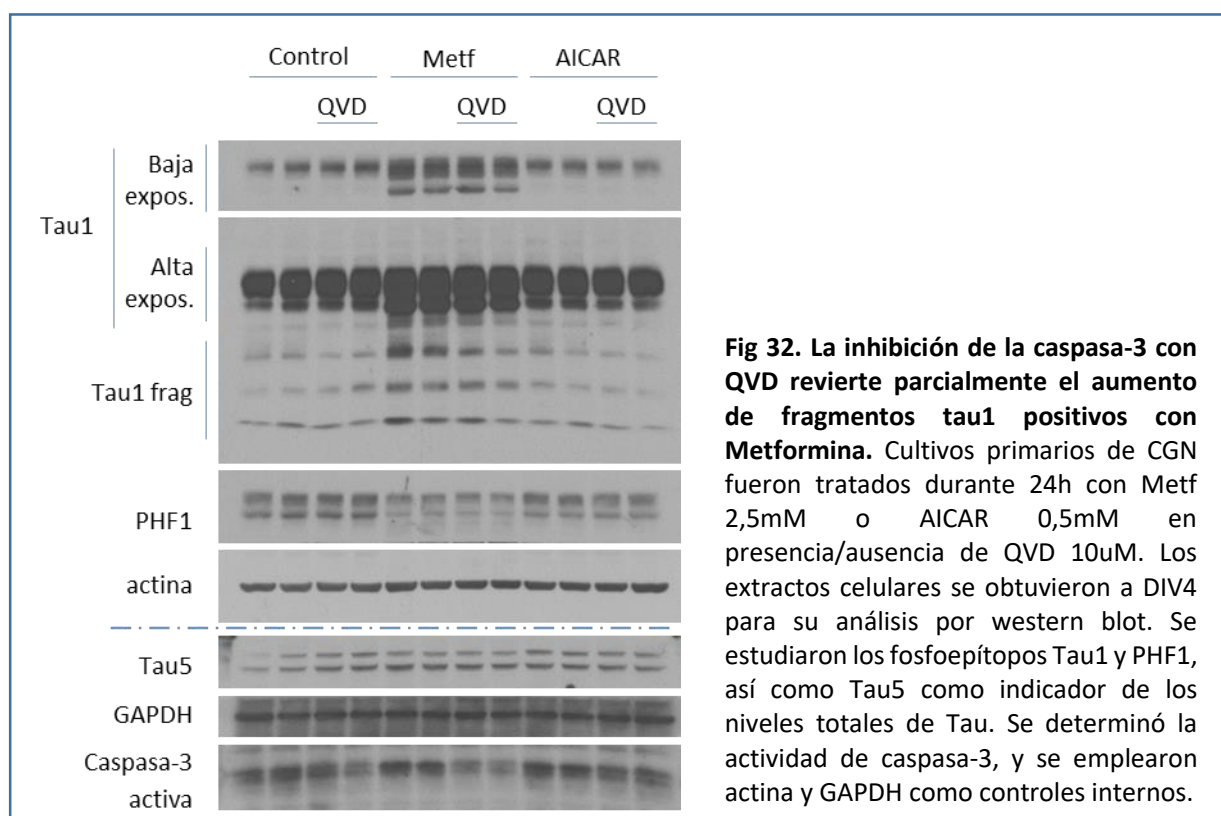 Control Metf AICAR
QVD QVD QVD
Baja
expos.
Tau1
Alta
expos.
Tau1 frag
PHF1
actina
Tau5
GAPDH
Caspasa-3
activa
Fig 32. La inhibición de la caspasa-3 con
QVD revierte parcialmente el aumento
de fragmentos tau1 positivos con
Metformina. Cultivos primarios de CGN
fueron tratados durante 24h con Metf
2,5mM o AICAR 0,5mM en
presencia/ausencia de QVD 10uM. Los
extractos celulares se obtuvieron a DIV4
para su análisis por western blot. Se
estudiaron los fosfoepítopos Tau1 y PHF1,
así como Tau5 como indicador de los
niveles totales de Tau. Se determinó la
actividad de caspasa-3, y se emplearon
actina y GAPDH como controles internos.